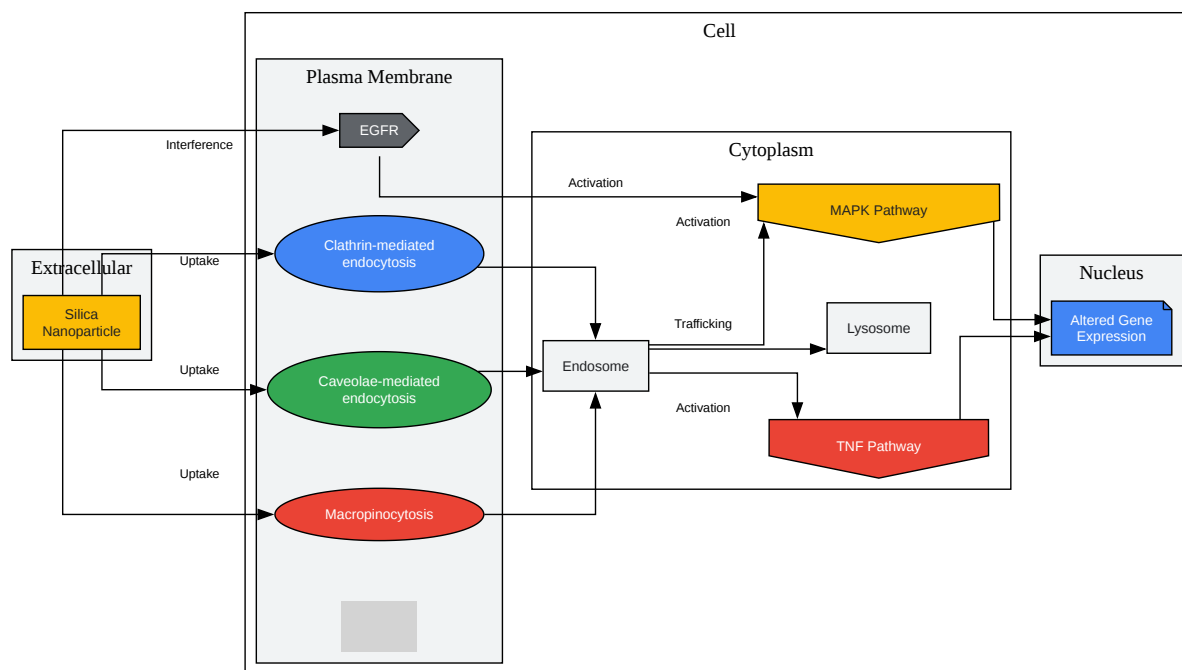 Cell
Plasma Membrane
EGFR
Interference
Cytoplasm
Activation
MAPK Pathway
Activation
Clathrin-mediated
endocytosis
Uptake
Extracellular
Silica
Nanoparticle
Nucleus
Altered Gene
Expression
Trafficking
Lysosome
Endosome
Uptake
Caveolae-mediated
endocytosis
Activation
TNF Pathway
Uptake
Macropinocytosis